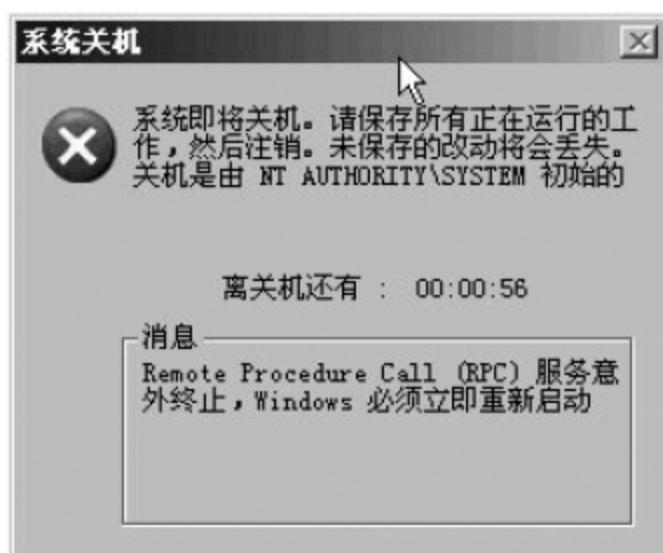 系统关机
系统即将关机。请保存所有正在运行的工
作，然后注销。未保存的改动将会丢失。
关机是由 NT AUTHORITY\SYSTEM 初始的
离关机还有 : 00:00:56
消息
Remote Procedure Call (RPC) 服务意
外终止，Windows 必须立即重新启动